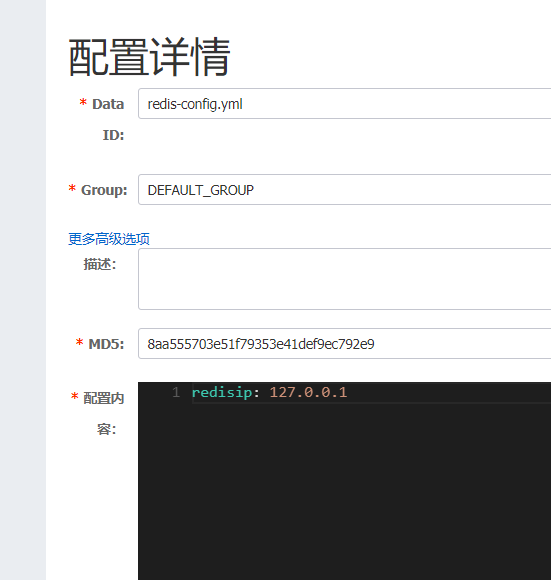 配置详情
* Data ID:
redis-config.yml
* Group:
DEFAULT_GROUP
更多高级选项
描述:
* MD5:
8aa555703e51f79353e41def9ec792e9
* 配置内容:
1 redisip: 127.0.0.1